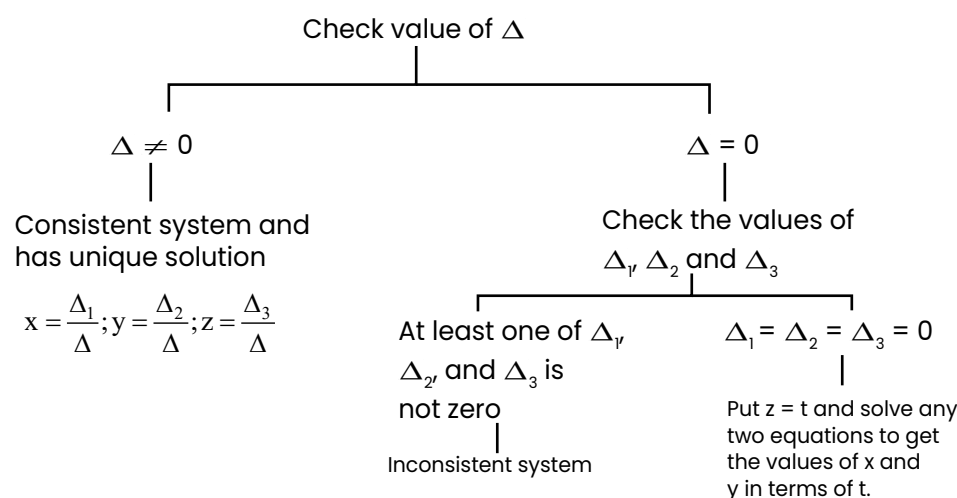 Check value of Δ
Δ ≠ 0
Δ = 0
Consistent system and
has unique solution
x = Δ₁/Δ ; y = Δ₂/Δ ; z = Δ₃/Δ
Check the values of
Δ₁, Δ₂ and Δ₃
At least one of Δ₁,
Δ₂, and Δ₃ is
not zero
Inconsistent system
Δ₁ = Δ₂ = Δ₃ = 0
Put z = t and solve any
two equations to get
the values of x and
y in terms of t.